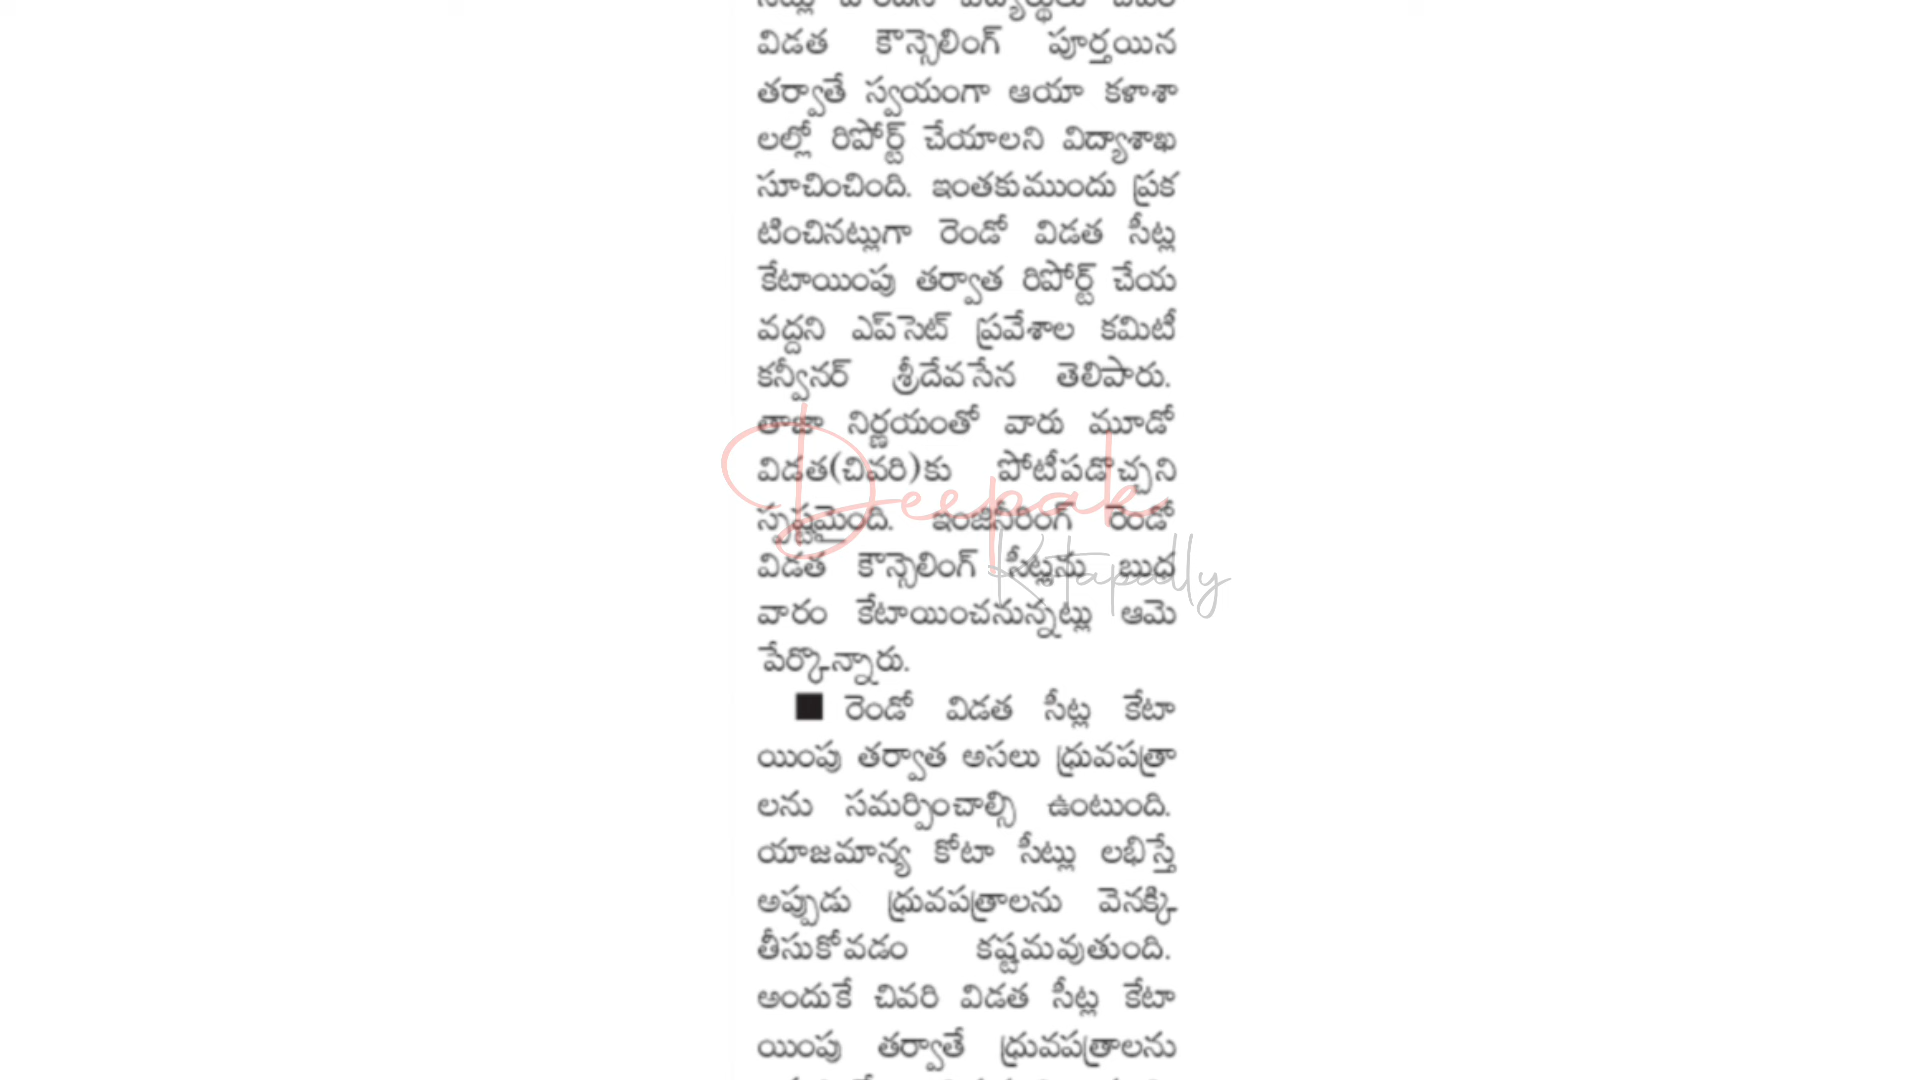 విడత కౌన్సెలింగ్ పూర్తయిన
తర్వాతే స్వయంగా ఆయా కళాశా
లల్లో రిపోర్ట్ చేయాలని విద్యాశాఖ
సూచించింది. ఇంతకుముందు ప్రక
టించినట్లుగా రెండో విడత సీట్ల
కేటాయింపు తర్వాత రిపోర్ట్ చేయ
వద్దని ఎప్‌సెట్ ప్రవేశాల కమిటీ
కన్వీనర్ శ్రీదేవసేన తెలిపారు.
తాజా నిర్ణయంతో వారు మూడో
విడత(చివరి)కు పోటీపడొచ్చని
స్పష్టమైంది. ఇంజినీరింగ్ రెండో
విడత కౌన్సెలింగ్ సీట్లను బుధ
వారం కేటాయించనున్నట్లు ఆమె
పేర్కొన్నారు.
■ రెండో విడత సీట్ల కేటా
యింపు తర్వాత అసలు ధ్రువపత్రా
లను సమర్పించాల్సి ఉంటుంది.
యాజమాన్య కోటా సీట్లు లభిస్తే
అప్పుడు ధ్రువపత్రాలను వెనక్కి
తీసుకోవడం కష్టమవుతుంది.
అందుకే చివరి విడత సీట్ల కేటా
యింపు తర్వాతే ధ్రువపత్రాలను
Deepak